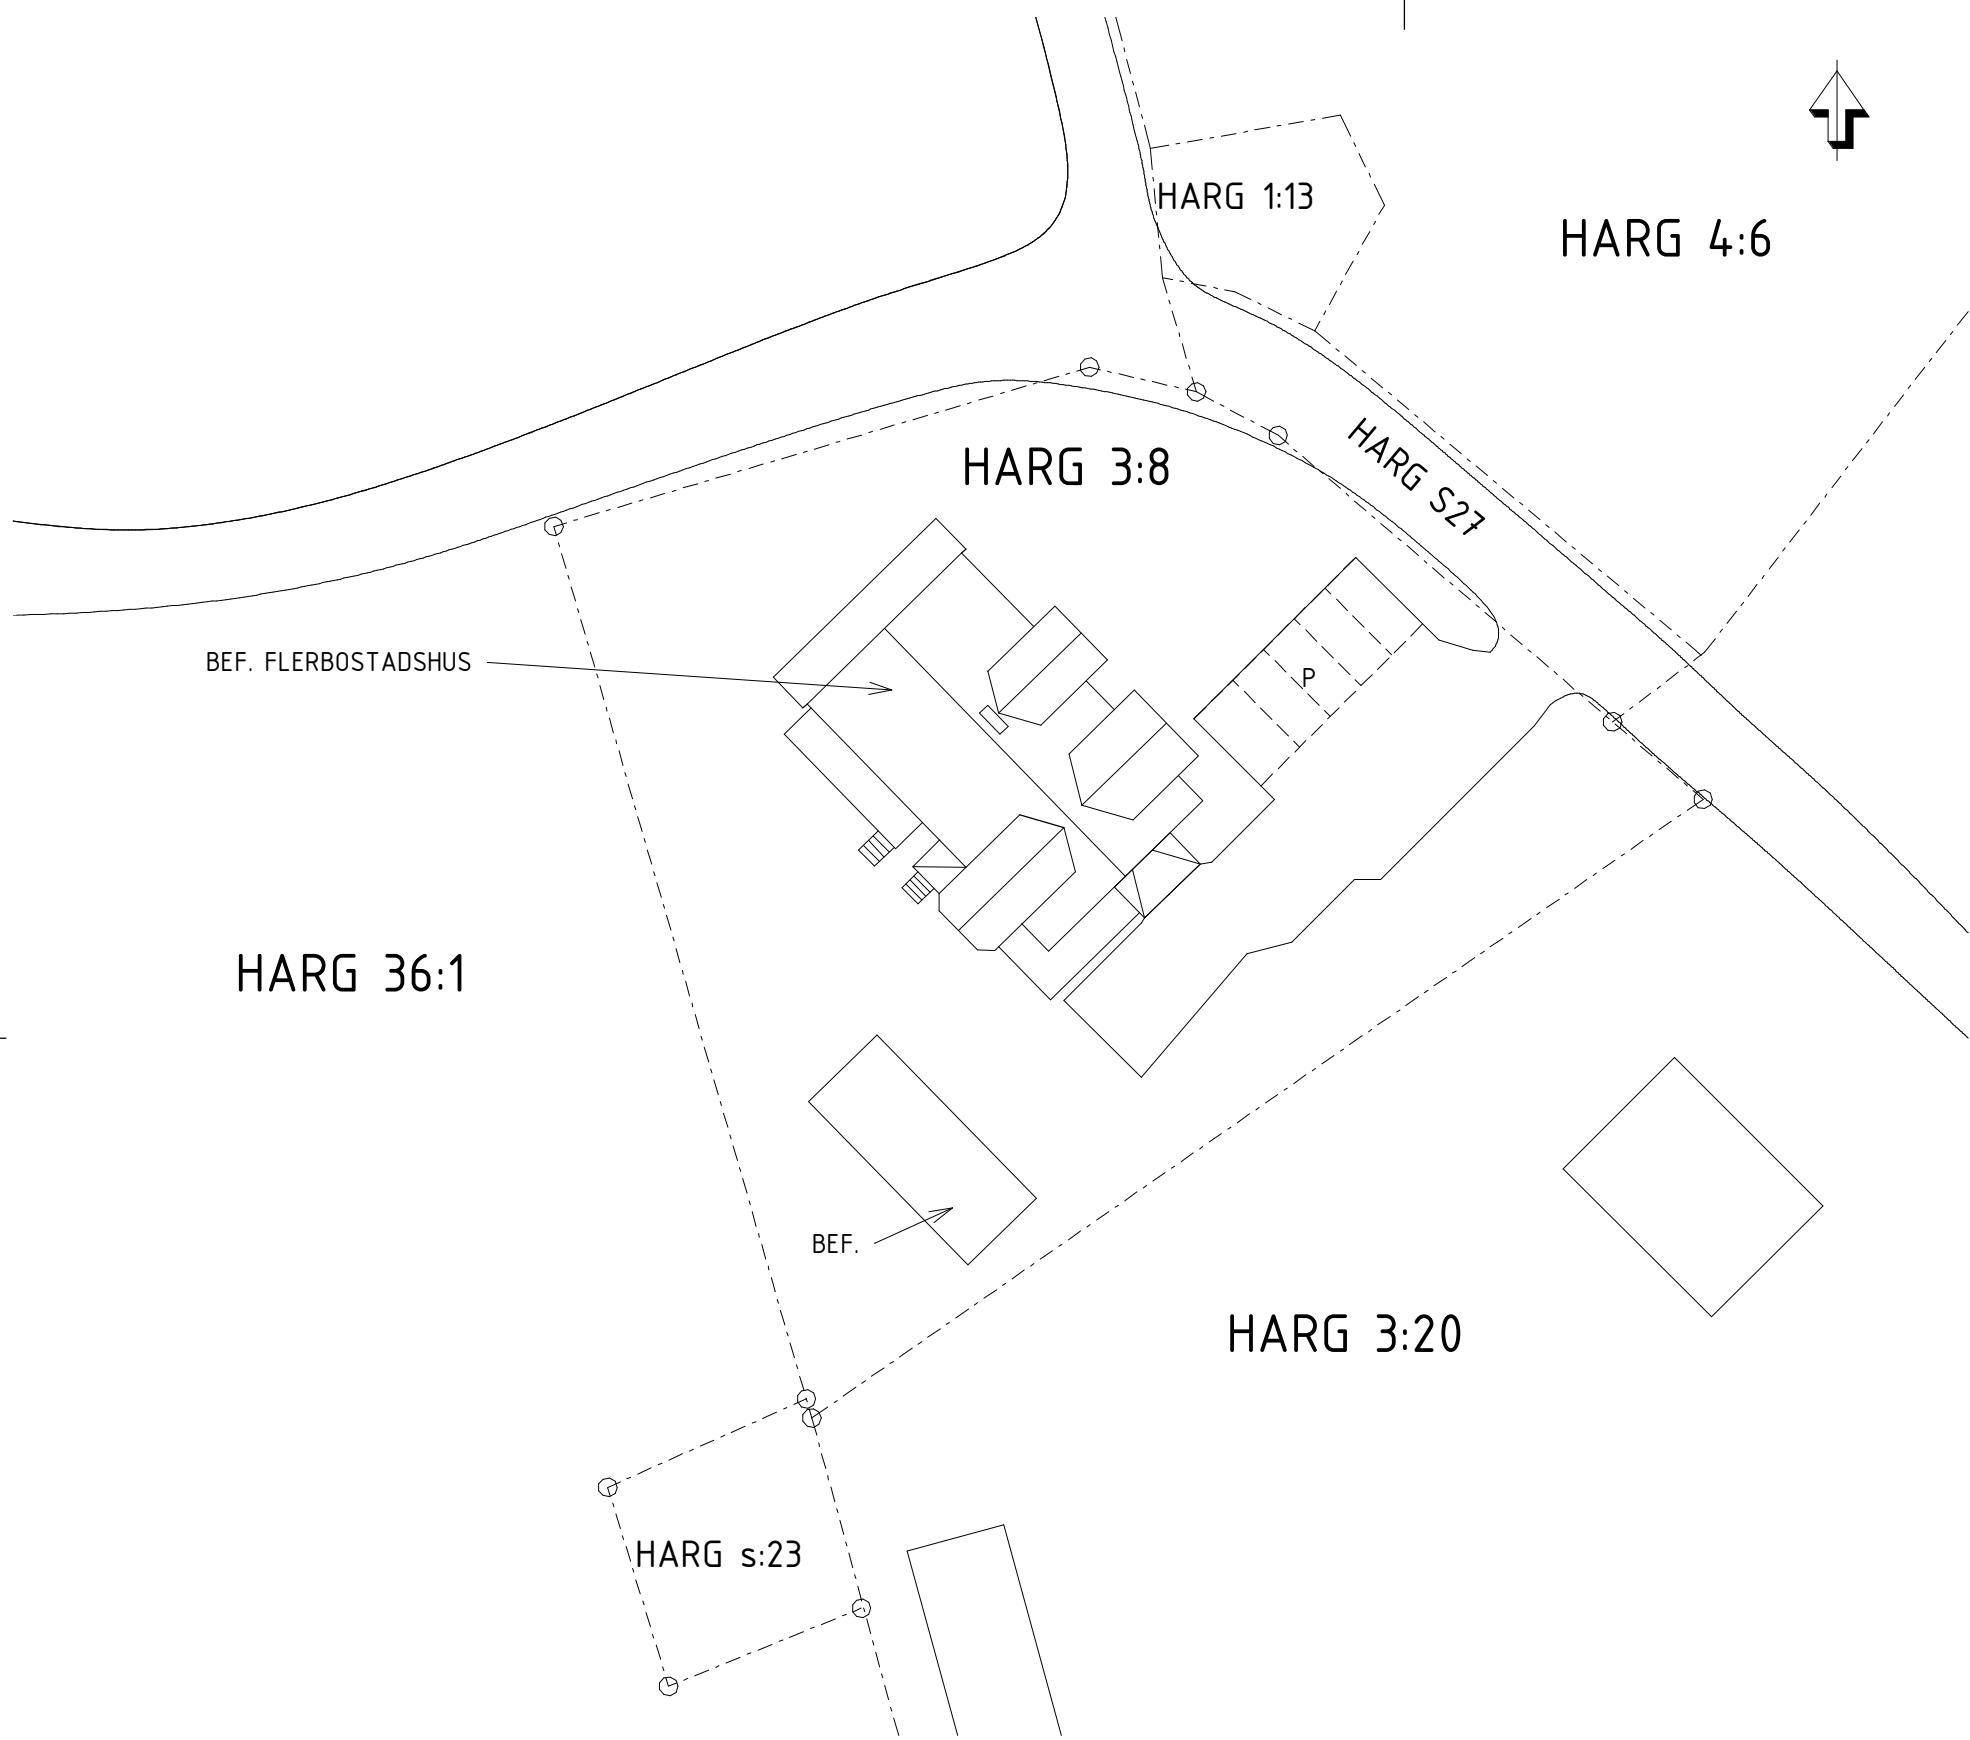 HARG 1:13
HARG 4:6
HARG S27
HARG 3:8
BEF. FLERBOSTADSHUS
P
HARG 36:1
BEF.
HARG 3:20
HARG s:23